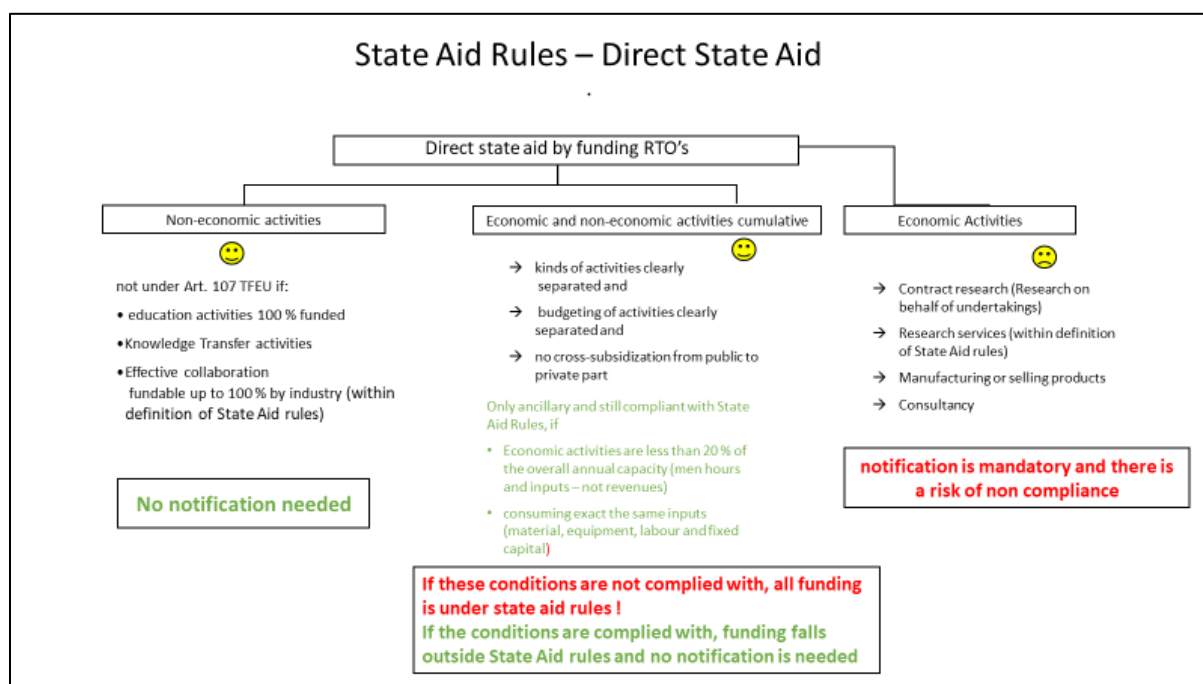 State Aid Rules – Direct State Aid
.
Direct state aid by funding RTO's
Non-economic activities
not under Art. 107 TFEU if:
• education activities 100 % funded
•Knowledge Transfer activities
•Effective collaboration
fundable up to 100 % by industry (within
definition of State Aid rules)
No notification needed
Economic and non-economic activities cumulative
→ kinds of activities clearly
separated and
→ budgeting of activities clearly
separated and
→ no cross-subsidization from public to
private part
Only ancillary and still compliant with State
Aid Rules, if
• Economic activities are less than 20 % of
the overall annual capacity (men hours
and inputs – not revenues)
• consuming exact the same inputs
(material, equipment, labour and fixed
capital)
If these conditions are not complied with, all funding
is under state aid rules !
If the conditions are complied with, funding falls
outside State Aid rules and no notification is needed
Economic Activities
→ Contract research (Research on
behalf of undertakings)
→ Research services (within definition
of State Aid rules)
→ Manufacturing or selling products
→ Consultancy
notification is mandatory and there is
a risk of non compliance